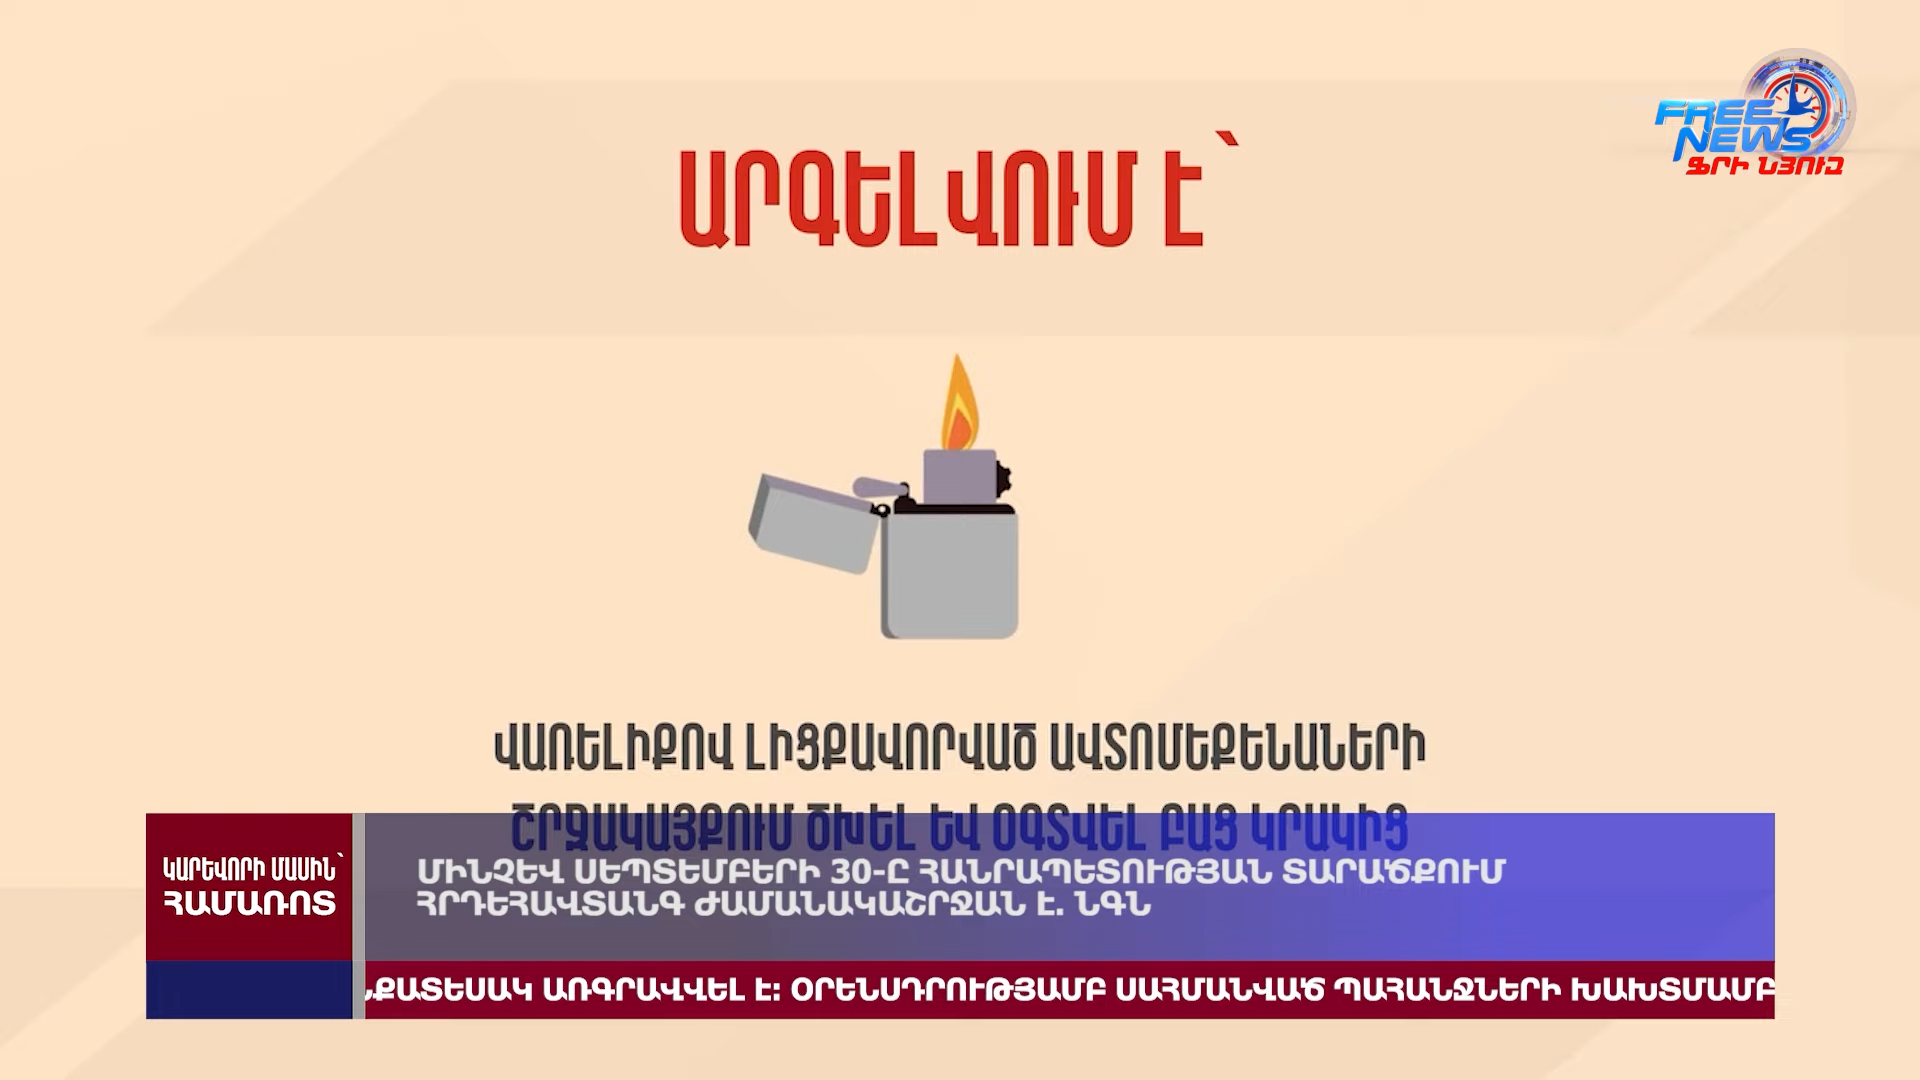 FREE
NEWS
ՖՐԻ ՆՅՈՒԶ
ԱՐԳԵԼՎՈՒՄ Է՝
ՎԱՌԵԼԻՔՈՎ ԼԻՑՔԱՎՈՐՎԱԾ ԱՎՏՈՄԵՔԵՆԱՆԵՐԻ
ՇՐՋԱԿԱՅՔՈՒՄ ԾԽԵԼ ԵՎ ՕԳՏՎԵԼ ԲԱՑ ԿՐԱԿԻՑ
ԿԱՐԵՎՈՐԻ ՄԱՍԻՆ՝
ՀԱՄԱՌՈՏ
ՄԻՆՉԵՎ ՍԵՊՏԵՄԲԵՐԻ 30-Ը ՀԱՆՐԱՊԵՏՈՒԹՅԱՆ ՏԱՐԱԾՔՈՒՄ
ՀՐԴԵՀԱՎՏԱՆԳ ԺԱՄԱՆԱԿԱՇՐՋԱՆ Է. ՆԳՆ
ՆՔԱՏԵՍԱԿ ԱՌԳՐԱՎՎԵԼ Է: ՕՐԵՆՍԴՐՈՒԹՅԱՄԲ ՍԱՀՄԱՆՎԱԾ ՊԱՀԱՆՋՆԵՐԻ ԽԱԽՏՄԱՄԲ